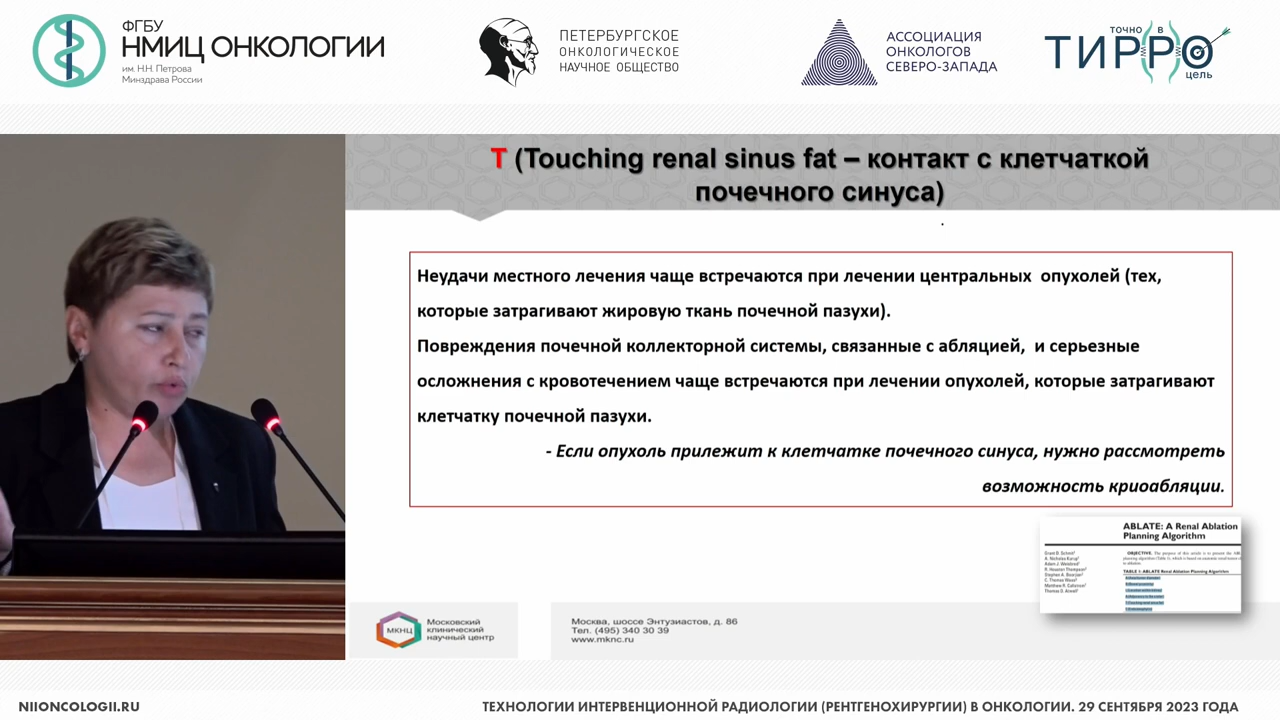 ФГБУ
НМИЦ ОНКОЛОГИИ
им. Н.Н. Петрова
Минздрава России
ПЕТЕРБУРГСКОЕ
ОНКОЛОГИЧЕСКОЕ
НАУЧНОЕ ОБЩЕСТВО
АССОЦИАЦИЯ
ОНКОЛОГОВ
СЕВЕРО-ЗАПАДА
ТОЧНО В
ТИРРО
цель
T (Touching renal sinus fat – контакт с клетчаткой
почечного синуса)
Неудачи местного лечения чаще встречаются при лечении центральных опухолей (тех,
которые затрагивают жировую ткань почечной пазухи).
Повреждения почечной коллекторной системы, связанные с абляцией, и серьезные
осложнения с кровотечением чаще встречаются при лечении опухолей, которые затрагивают
клетчатку почечной пазухи.
- Если опухоль прилежит к клетчатке почечного синуса, нужно рассмотреть
возможность криоабляции.
ABLATE: A Renal Ablation
Planning Algorithm
МКНЦ
Московский
клинический
научный центр
Москва, шоссе Энтузиастов, д. 86
Тел. (495) 340 30 39
www.mknc.ru
NIIONCOLOGII.RU
ТЕХНОЛОГИИ ИНТЕРВЕНЦИОННОЙ РАДИОЛОГИИ (РЕНТГЕНОХИРУРГИИ) В ОНКОЛОГИИ. 29 СЕНТЯБРЯ 2023 ГОДА